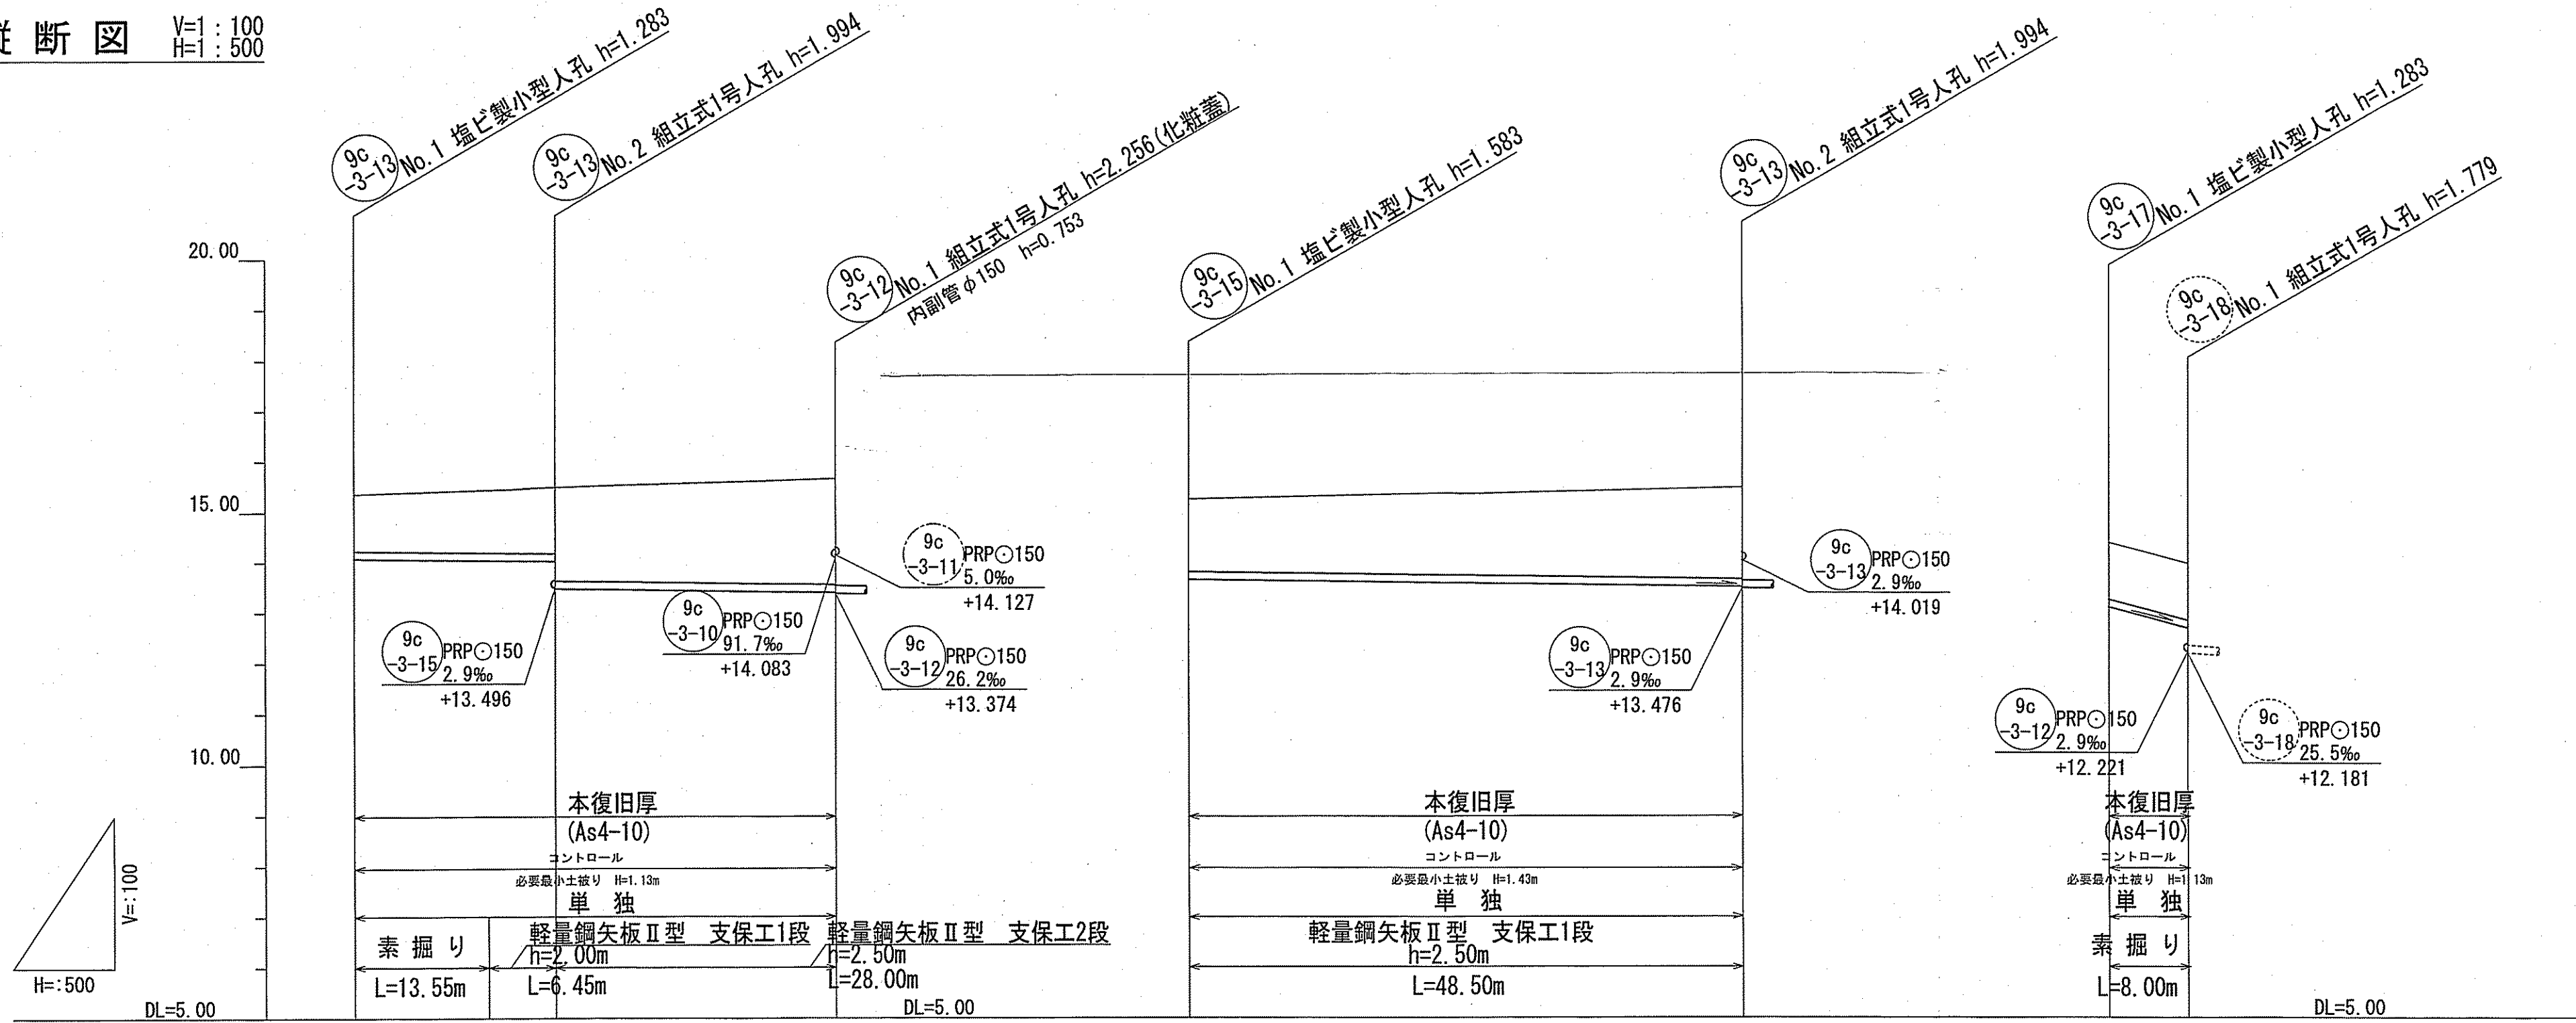 断 図
V=1：100
H=1：500
9c
-3-13
No.1 塩ビ製小型人孔 h=1.283
9c
-3-13
No.2 組立式1号人孔 h=1.994
9c
-3-12
No.1 組立式1号人孔 h=2.256(化粧蓋)
内副管φ150 h=0.753
9c
-3-15
No.1 塩ビ製小型人孔 h=1.583
9c
-3-13
No.2 組立式1号人孔 h=1.994
9c
-3-17
No.1 塩ビ製小型人孔 h=1.283
9c
-3-18
No.1 組立式1号人孔 h=1.779
20.00
15.00
10.00
9c
-3-15
PRP⊙150
2.9‰
+13.496
9c
-3-10
PRP⊙150
91.7‰
+14.083
9c
-3-11
PRP⊙150
5.0‰
+14.127
9c
-3-12
PRP⊙150
26.2‰
+13.374
9c
-3-13
PRP⊙150
2.9‰
+13.476
9c
-3-13
PRP⊙150
2.9‰
+14.019
9c
-3-12
PRP⊙150
2.9‰
+12.221
9c
-3-18
PRP⊙150
25.5‰
+12.181
本復旧厚
(As4-10)
コントロール
必要最小土被り H=1.13m
単 独
素 掘 り
L=13.55m
軽量鋼矢板Ⅱ型 支保工1段
h=2.00m
L=6.45m
軽量鋼矢板Ⅱ型 支保工2段
h=2.50m
L=28.00m
本復旧厚
(As4-10)
コントロール
必要最小土被り H=1.43m
単 独
軽量鋼矢板Ⅱ型 支保工1段
h=2.50m
L=48.50m
本復旧厚
(As4-10)
コントロール
必要最小土被り H=1.13m
単 独
素 掘 り
L=8.00m
V=:100
H=:500
DL=5.00
DL=5.00
DL=5.00